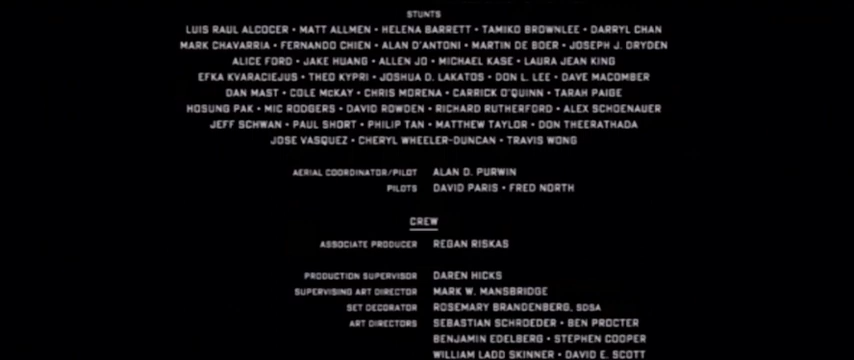 STUNTS
LUIS RAUL ALCOCER • MATT ALLMEN • HELENA BARRETT • TAMIKO BROWNLEE • DARRYL CHAN
MARK CHAVARRIA • FERNANDO CHIEN • ALAN D'ANTONI • MARTIN DE BOER • JOSEPH J. DRYDEN
ALICE FORD • JAKE HUANG • ALLEN JO • MICHAEL KASE • LAURA JEAN KING
EFKA KVARACIEJUS • THEO KYPRI • JOSHUA D. LAKATOS • DON L. LEE • DAVE MACOMBER
DAN MAST • COLE McKAY • CHRIS MORENA • CARRICK O'QUINN • TARAH PAIGE
HOSUNG PAK • MIC RODGERS • DAVID ROWDEN • RICHARD RUTHERFORD • ALEX SCHOENAUER
JEFF SCHWAN • PAUL SHORT • PHILIP TAN • MATTHEW TAYLOR • DON THEERATHADA
JOSE VASQUEZ • CHERYL WHEELER-DUNCAN • TRAVIS WONG
AERIAL COORDINATOR/PILOT ALAN D. PURWIN
PILOTS DAVID PARIS • FRED NORTH
CREW
ASSOCIATE PRODUCER REGAN RISKAS
PRODUCTION SUPERVISOR DAREN HICKS
SUPERVISING ART DIRECTOR MARK W. MANSBRIDGE
SET DECORATOR ROSEMARY BRANDENBERG, SDSA
ART DIRECTORS SEBASTIAN SCHROEDER • BEN PROCTER
BENJAMIN EDELBERG • STEPHEN COOPER
WILLIAM LADD SKINNER • DAVID E. SCOTT